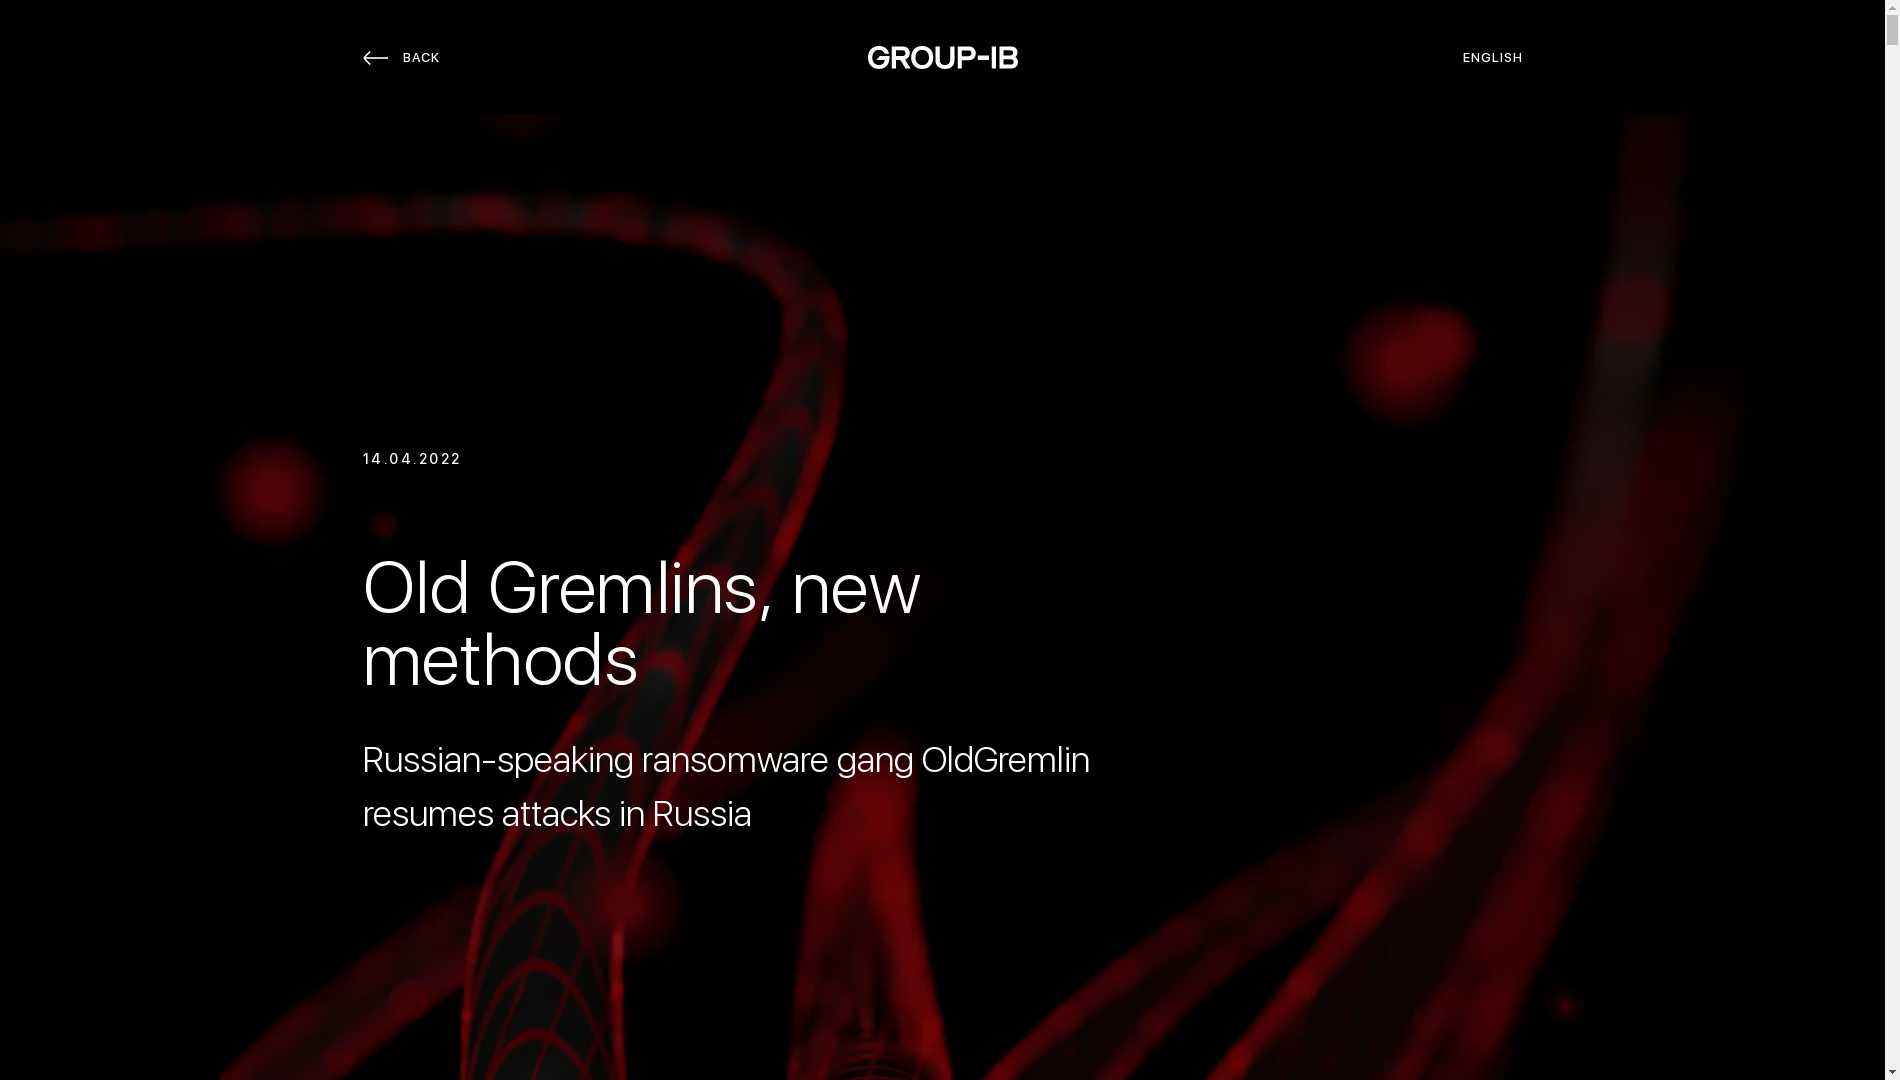 BACK
GROUP-IB
ENGLISH
14.04.2022
Old Gremlins, new
methods
Russian-speaking ransomware gang OldGremlin
resumes attacks in Russia